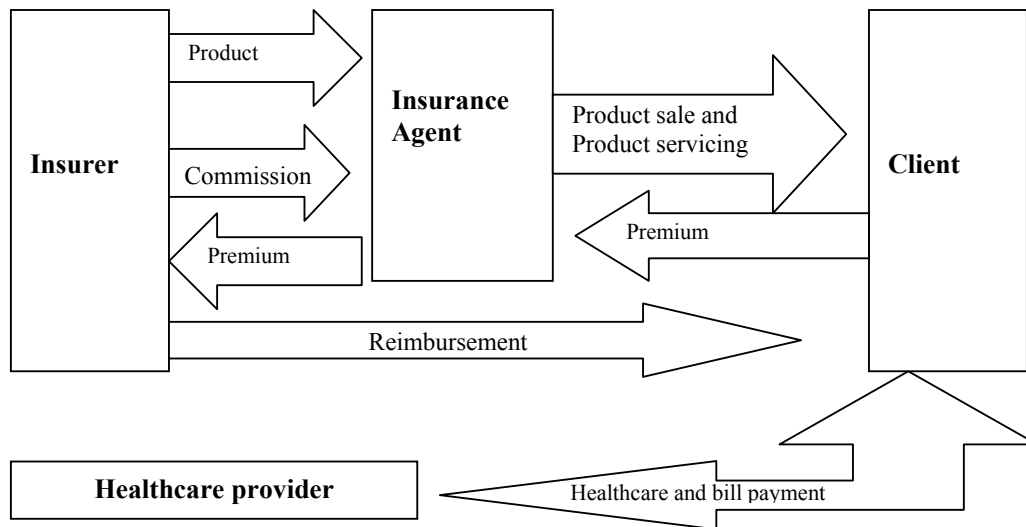 Product
Insurance
Agent
Product sale and
Product servicing
Insurer
Commission
Client
Premium
Premium
Reimbursement
Healthcare provider
Healthcare and bill payment